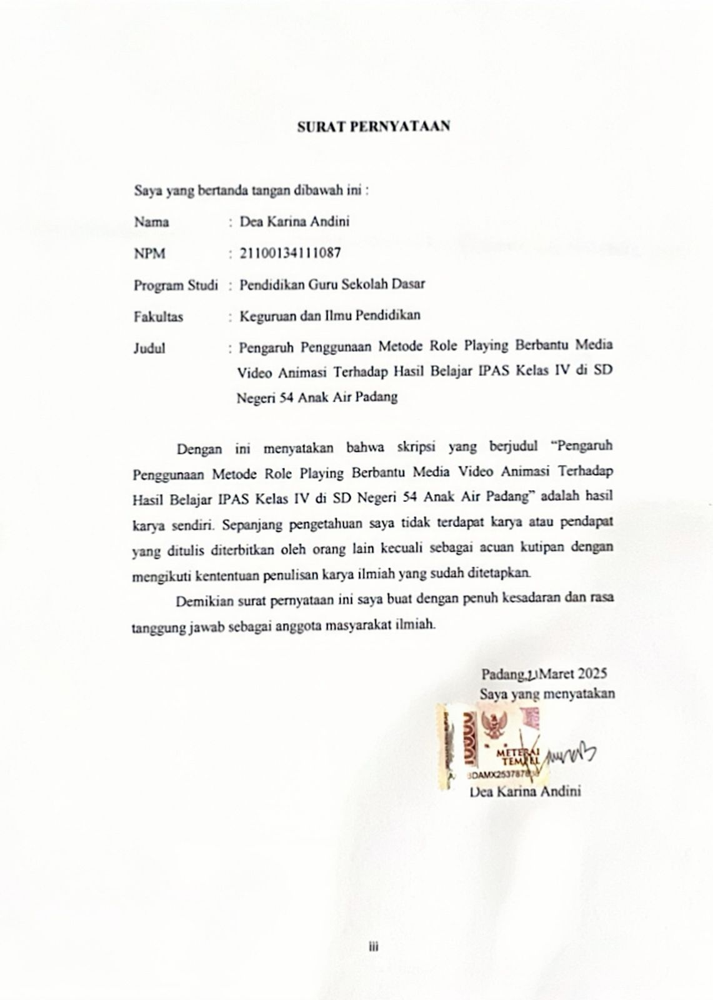 SURAT PERNYATAAN
Saya yang bertanda tangan dibawah ini :
Nama : Dea Karina Andini
NPM : 21100134111087
Program Studi : Pendidikan Guru Sekolah Dasar
Fakultas : Keguruan dan Ilmu Pendidikan
Judul : Pengaruh Penggunaan Metode Role Playing Berbantu Media
Video Animasi Terhadap Hasil Belajar IPAS Kelas IV di SD
Negeri 54 Anak Air Padang
Dengan ini menyatakan bahwa skripsi yang berjudul “Pengaruh
Penggunaan Metode Role Playing Berbantu Media Video Animasi Terhadap
Hasil Belajar IPAS Kelas IV di SD Negeri 54 Anak Air Padang” adalah hasil
karya sendiri. Sepanjang pengetahuan saya tidak terdapat karya atau pendapat
yang ditulis diterbitkan oleh orang lain kecuali sebagai acuan kutipan dengan
mengikuti kententuan penulisan karya ilmiah yang sudah ditetapkan.
Demikian surat pernyataan ini saya buat dengan penuh kesadaran dan rasa
tanggung jawab sebagai anggota masyarakat ilmiah.
Padang, 21 Maret 2025
Saya yang menyatakan
10000
METERAI
TEMPEL
Dea Karina Andini
iii